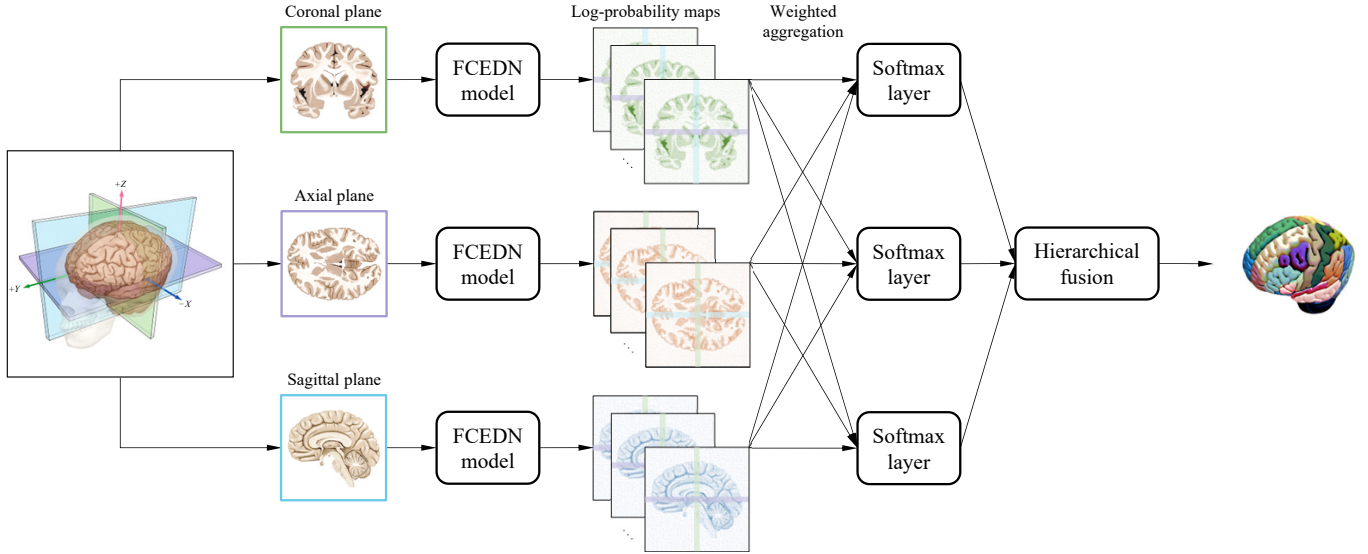 Coronal plane
Log-probability maps
Weighted
aggregation
FCEDN
model
Softmax
layer
+Z
+Y
−X
Axial plane
FCEDN
model
Softmax
layer
Hierarchical
fusion
Sagittal plane
FCEDN
model
Softmax
layer